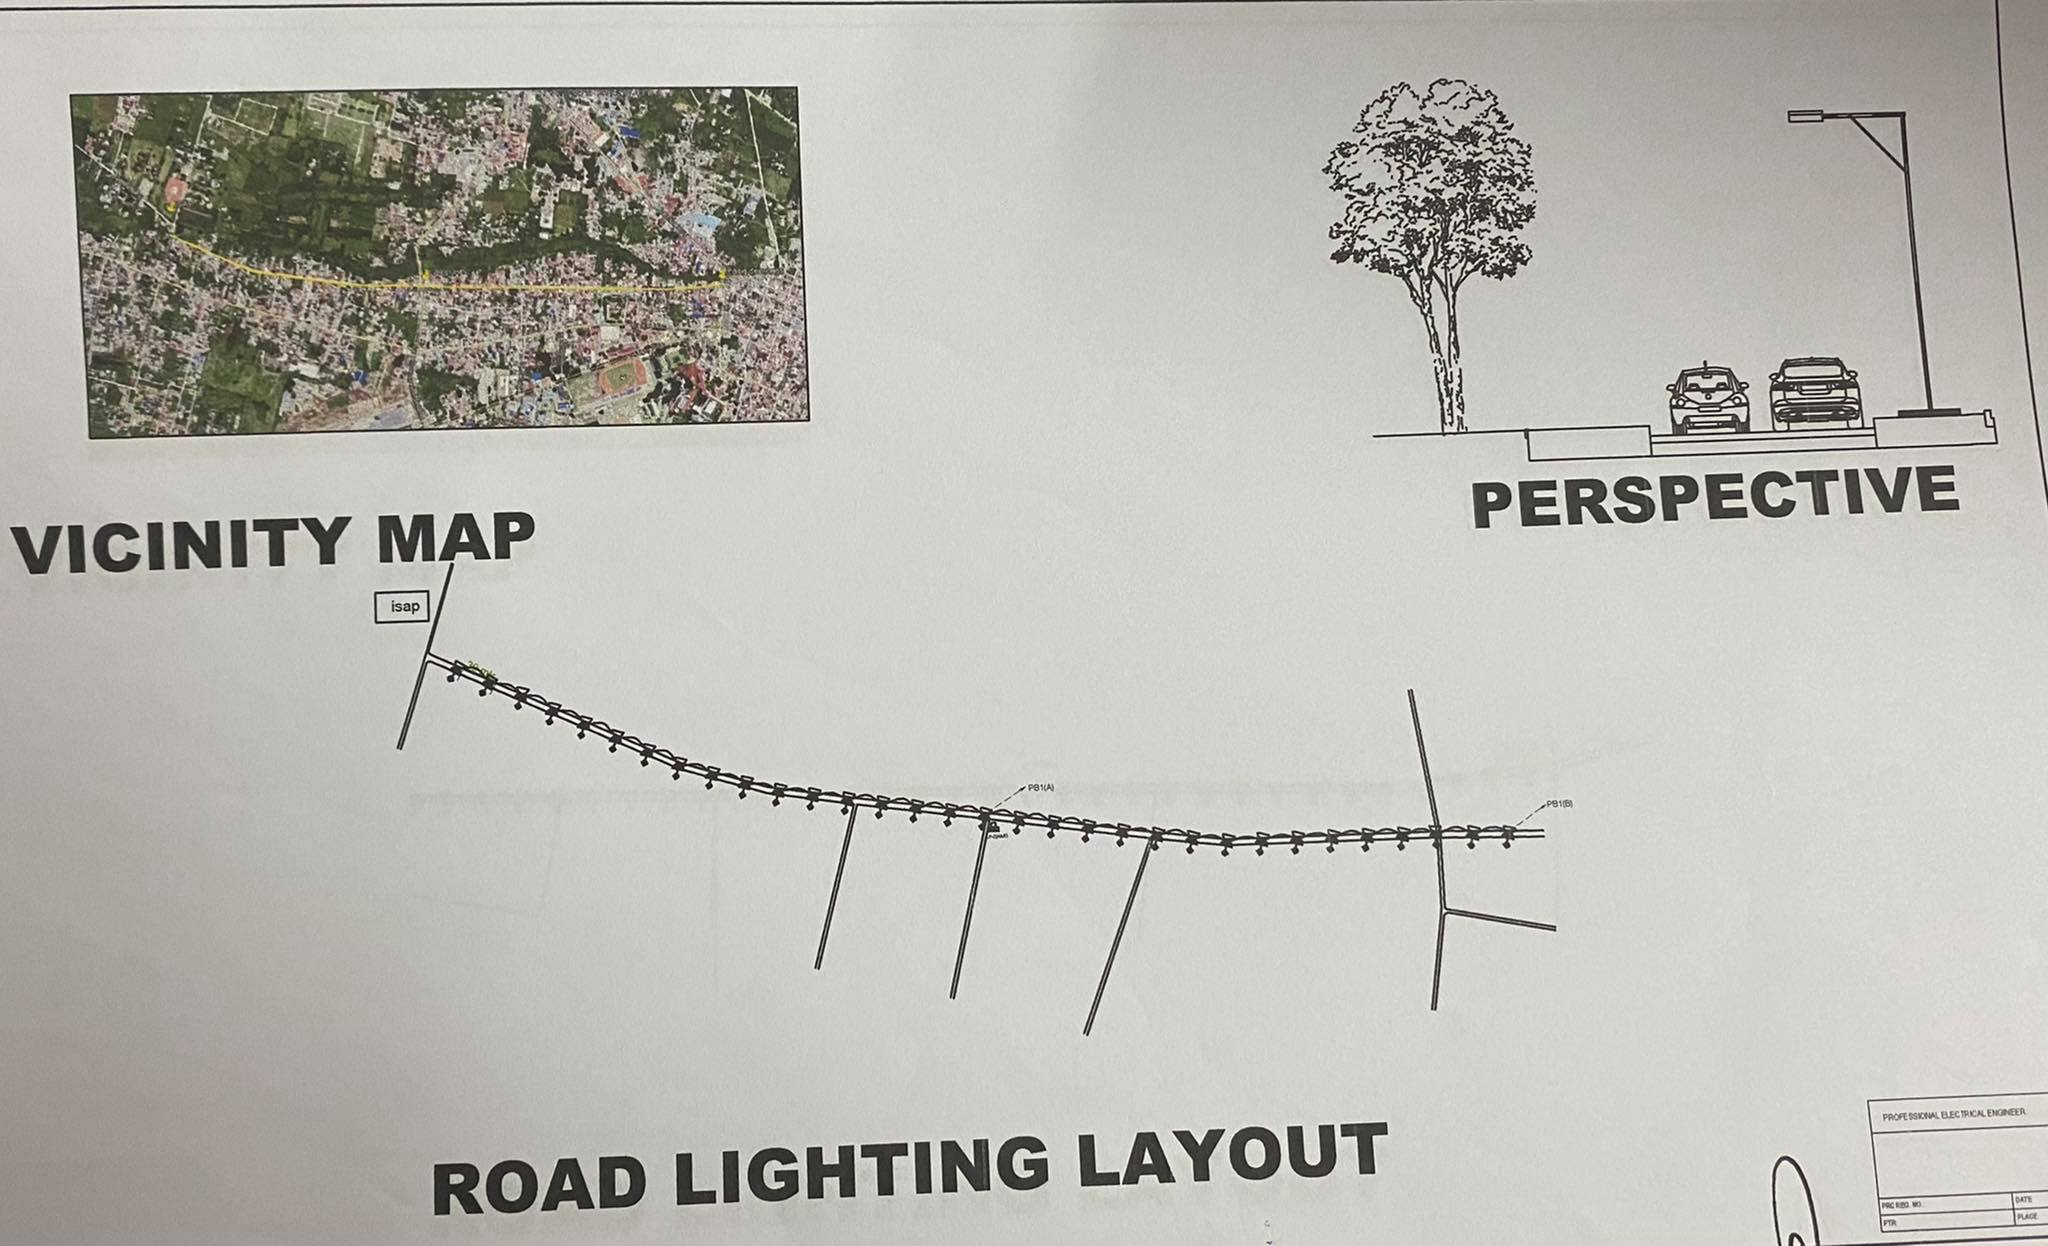 VICINITY MAP
PERSPECTIVE
isap
PB1(A)
PB1(B)
ROAD LIGHTING LAYOUT
PROFESSIONAL ELECTRICAL ENGINEER
PRC REG. NO.:
DATE
PTR
PLACE